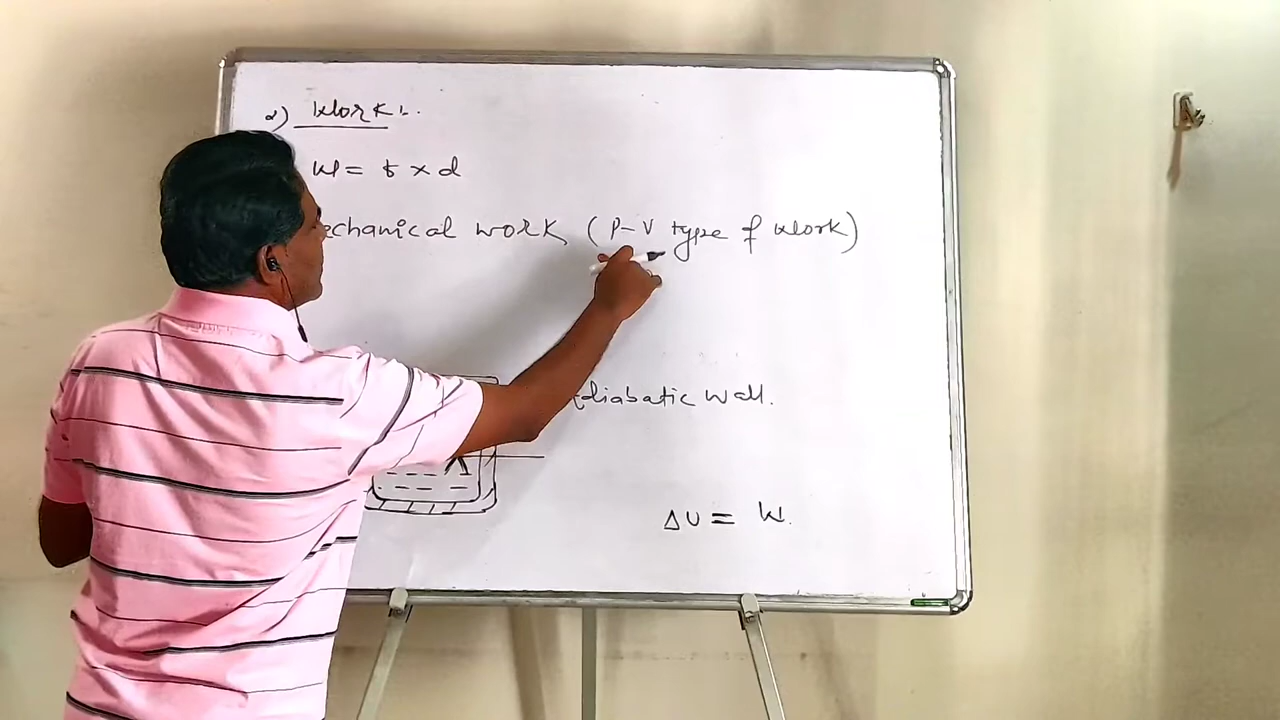 2) Work:.
W = f x d
echanical work (P-V type of work)
diabatic wall.
ΔU = W.